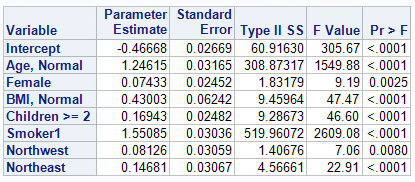 Variable Parameter Estimate Standard Error Type II SS F Value Pr > F
Intercept -0.46668 0.02669 60.91630 305.67 <.0001
Age, Normal 1.24615 0.03165 308.87317 1549.88 <.0001
Female 0.07433 0.02452 1.83179 9.19 0.0025
BMI, Normal 0.43003 0.06242 9.45964 47.47 <.0001
Children >= 2 0.16943 0.02482 9.28673 46.60 <.0001
Smoker1 1.55085 0.03036 519.96072 2609.08 <.0001
Northwest 0.08126 0.03059 1.40676 7.06 0.0080
Northeast 0.14681 0.03067 4.56661 22.91 <.0001